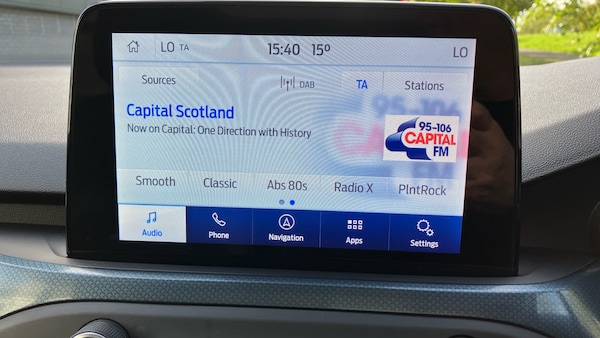 LO TA 15:40 15° LO
Sources DAB TA Stations
Capital Scotland
Now on Capital: One Direction with History
95-106
CAPITAL
FM
Smooth Classic Abs 80s Radio X PlntRock
Audio Phone Navigation Apps Settings